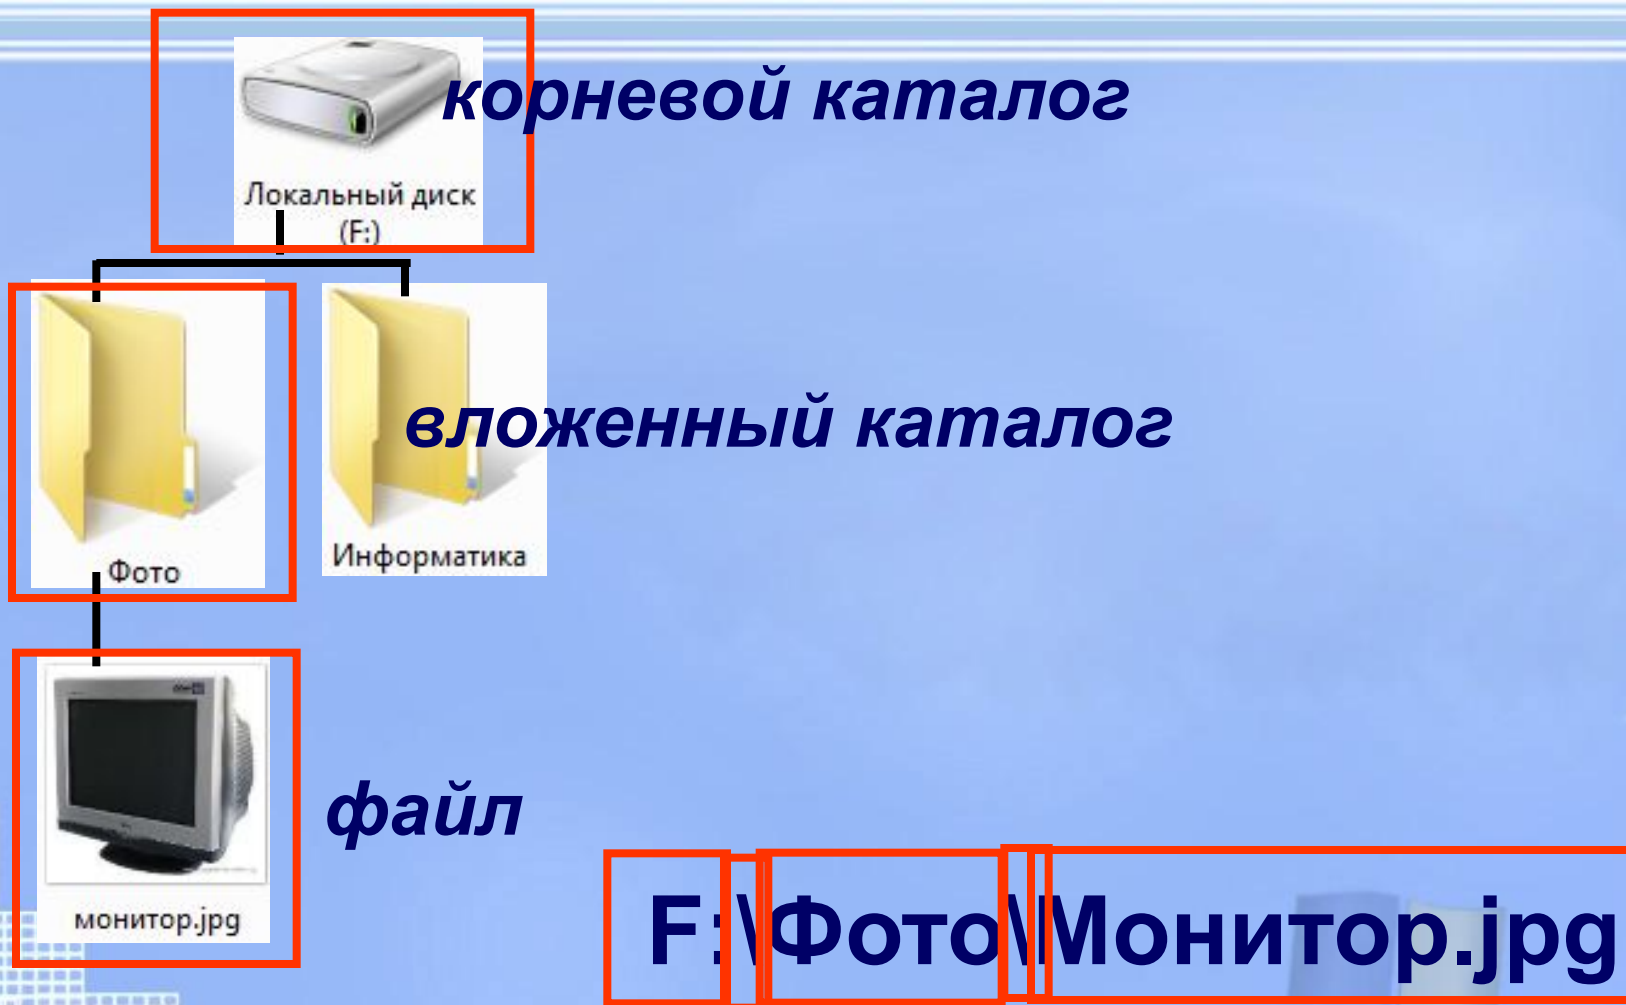 корневой каталог
Локальный диск
(F:)
вложенный каталог
Фото
Информатика
файл
монитор.jpg
F:\Фото\Монитор.jpg